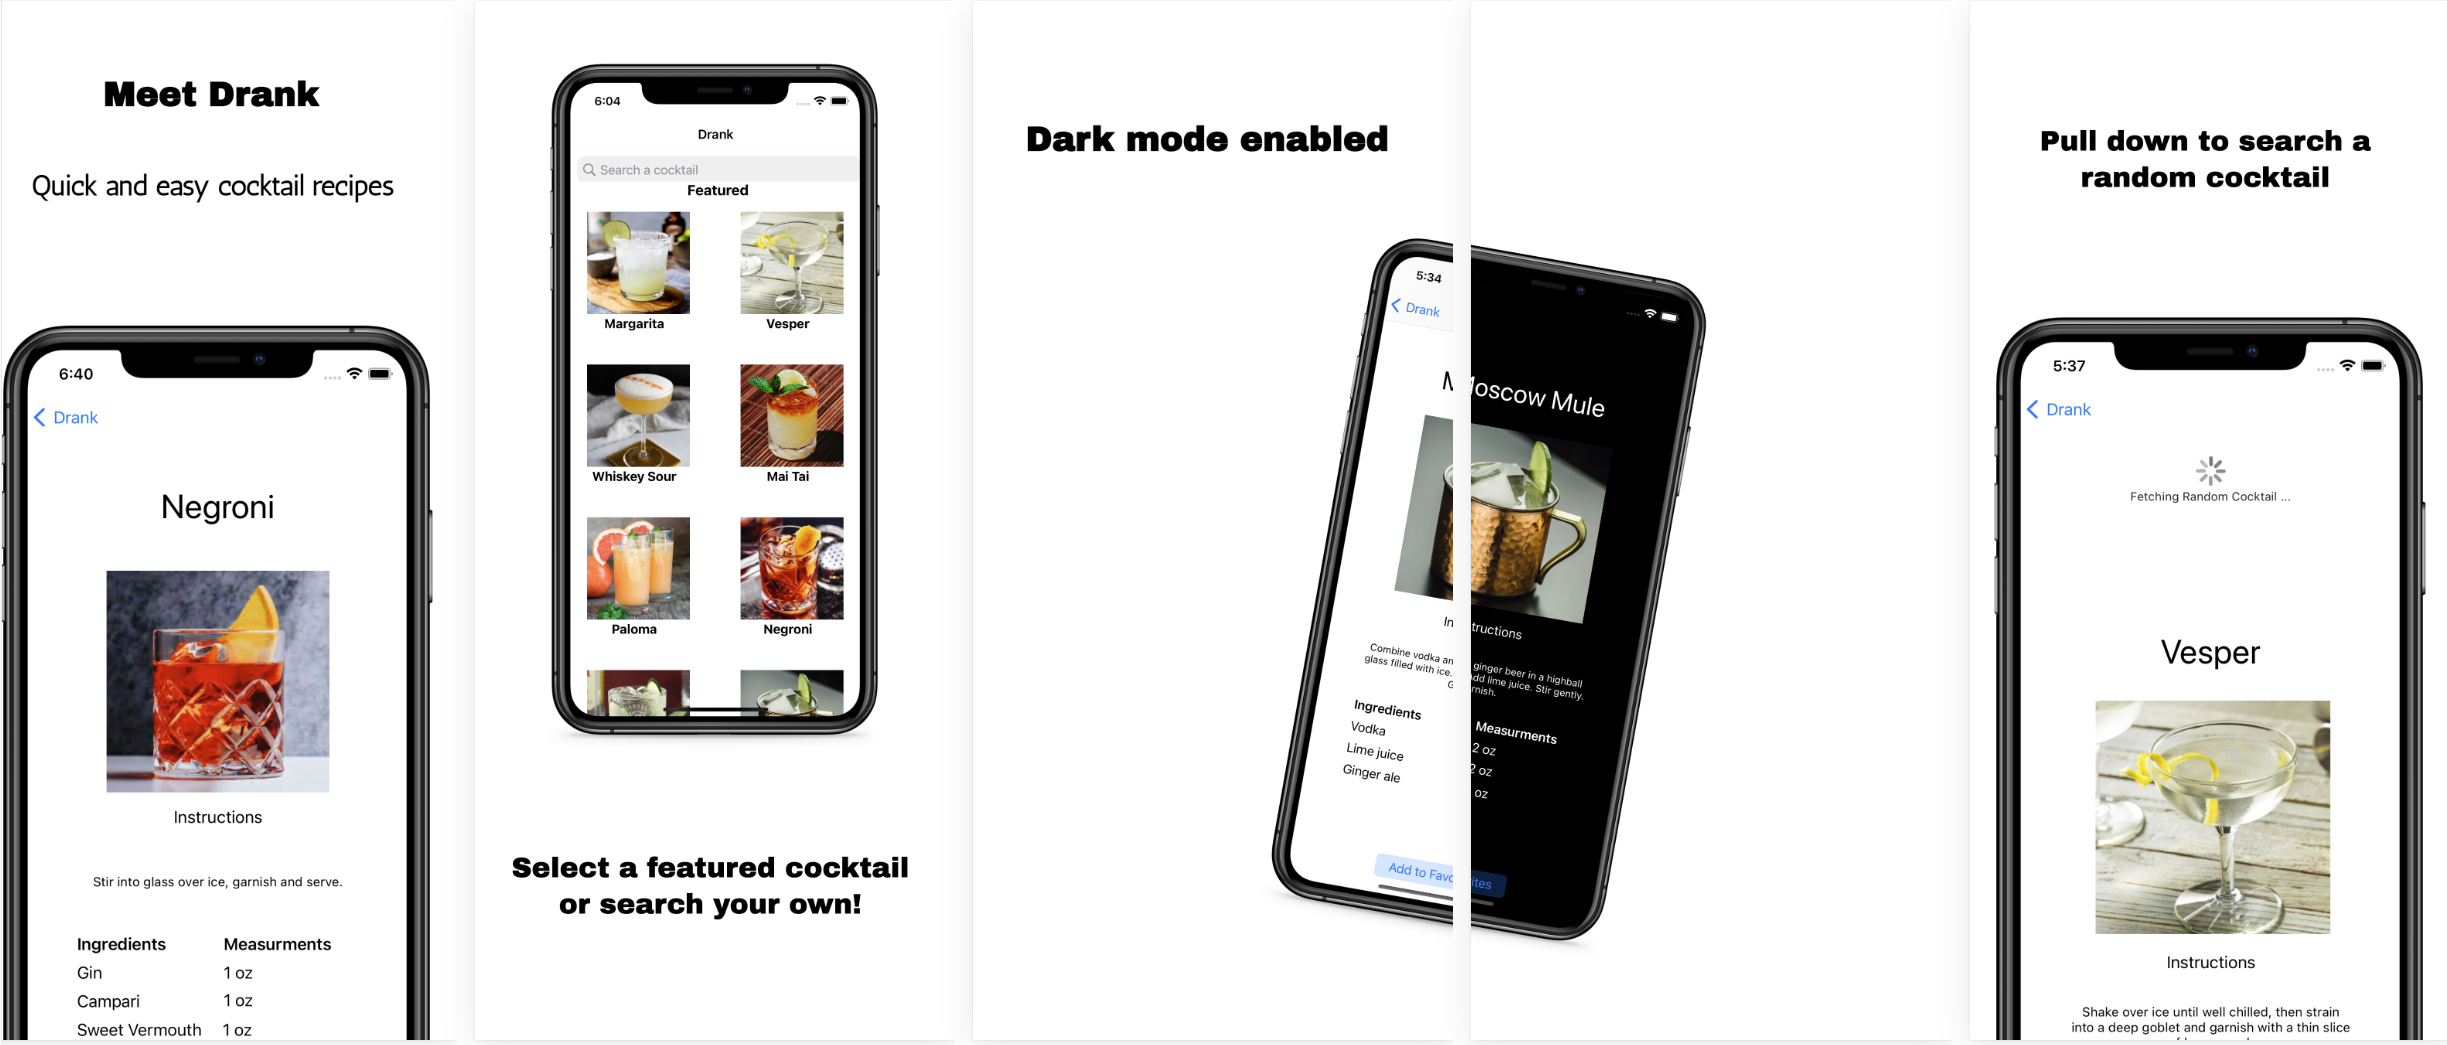 Meet Drank
Quick and easy cocktail recipes
6:40
Drank
Negroni
Instructions
Stir into glass over ice, garnish and serve.
Ingredients Measurments
Gin 1 oz
Campari 1 oz
Sweet Vermouth 1 oz
6:04
Drank
Search a cocktail
Featured
Margarita Vesper
Whiskey Sour Mai Tai
Paloma Negroni
Select a featured cocktail
or search your own!
Dark mode enabled
5:34
Drank
Moscow Mule
Instructions
Combine vodka an ginger beer in a highball
glass filled with ice. dd lime juice. Stir gently.
G rnish.
Ingredients Measurments
Vodka 2 oz
Lime juice 2 oz
Ginger ale oz
Add to Favo rites
Pull down to search a
random cocktail
5:37
Drank
Fetching Random Cocktail ...
Vesper
Instructions
Shake over ice until well chilled, then strain
into a deep goblet and garnish with a thin slice